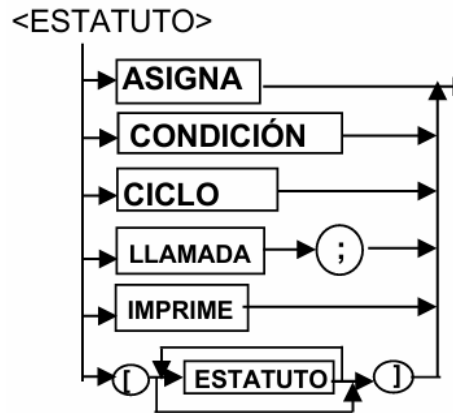 <ESTATUTO>
ASIGNA
CONDICIÓN
CICLO
LLAMADA ;
IMPRIME
[ ESTATUTO ]